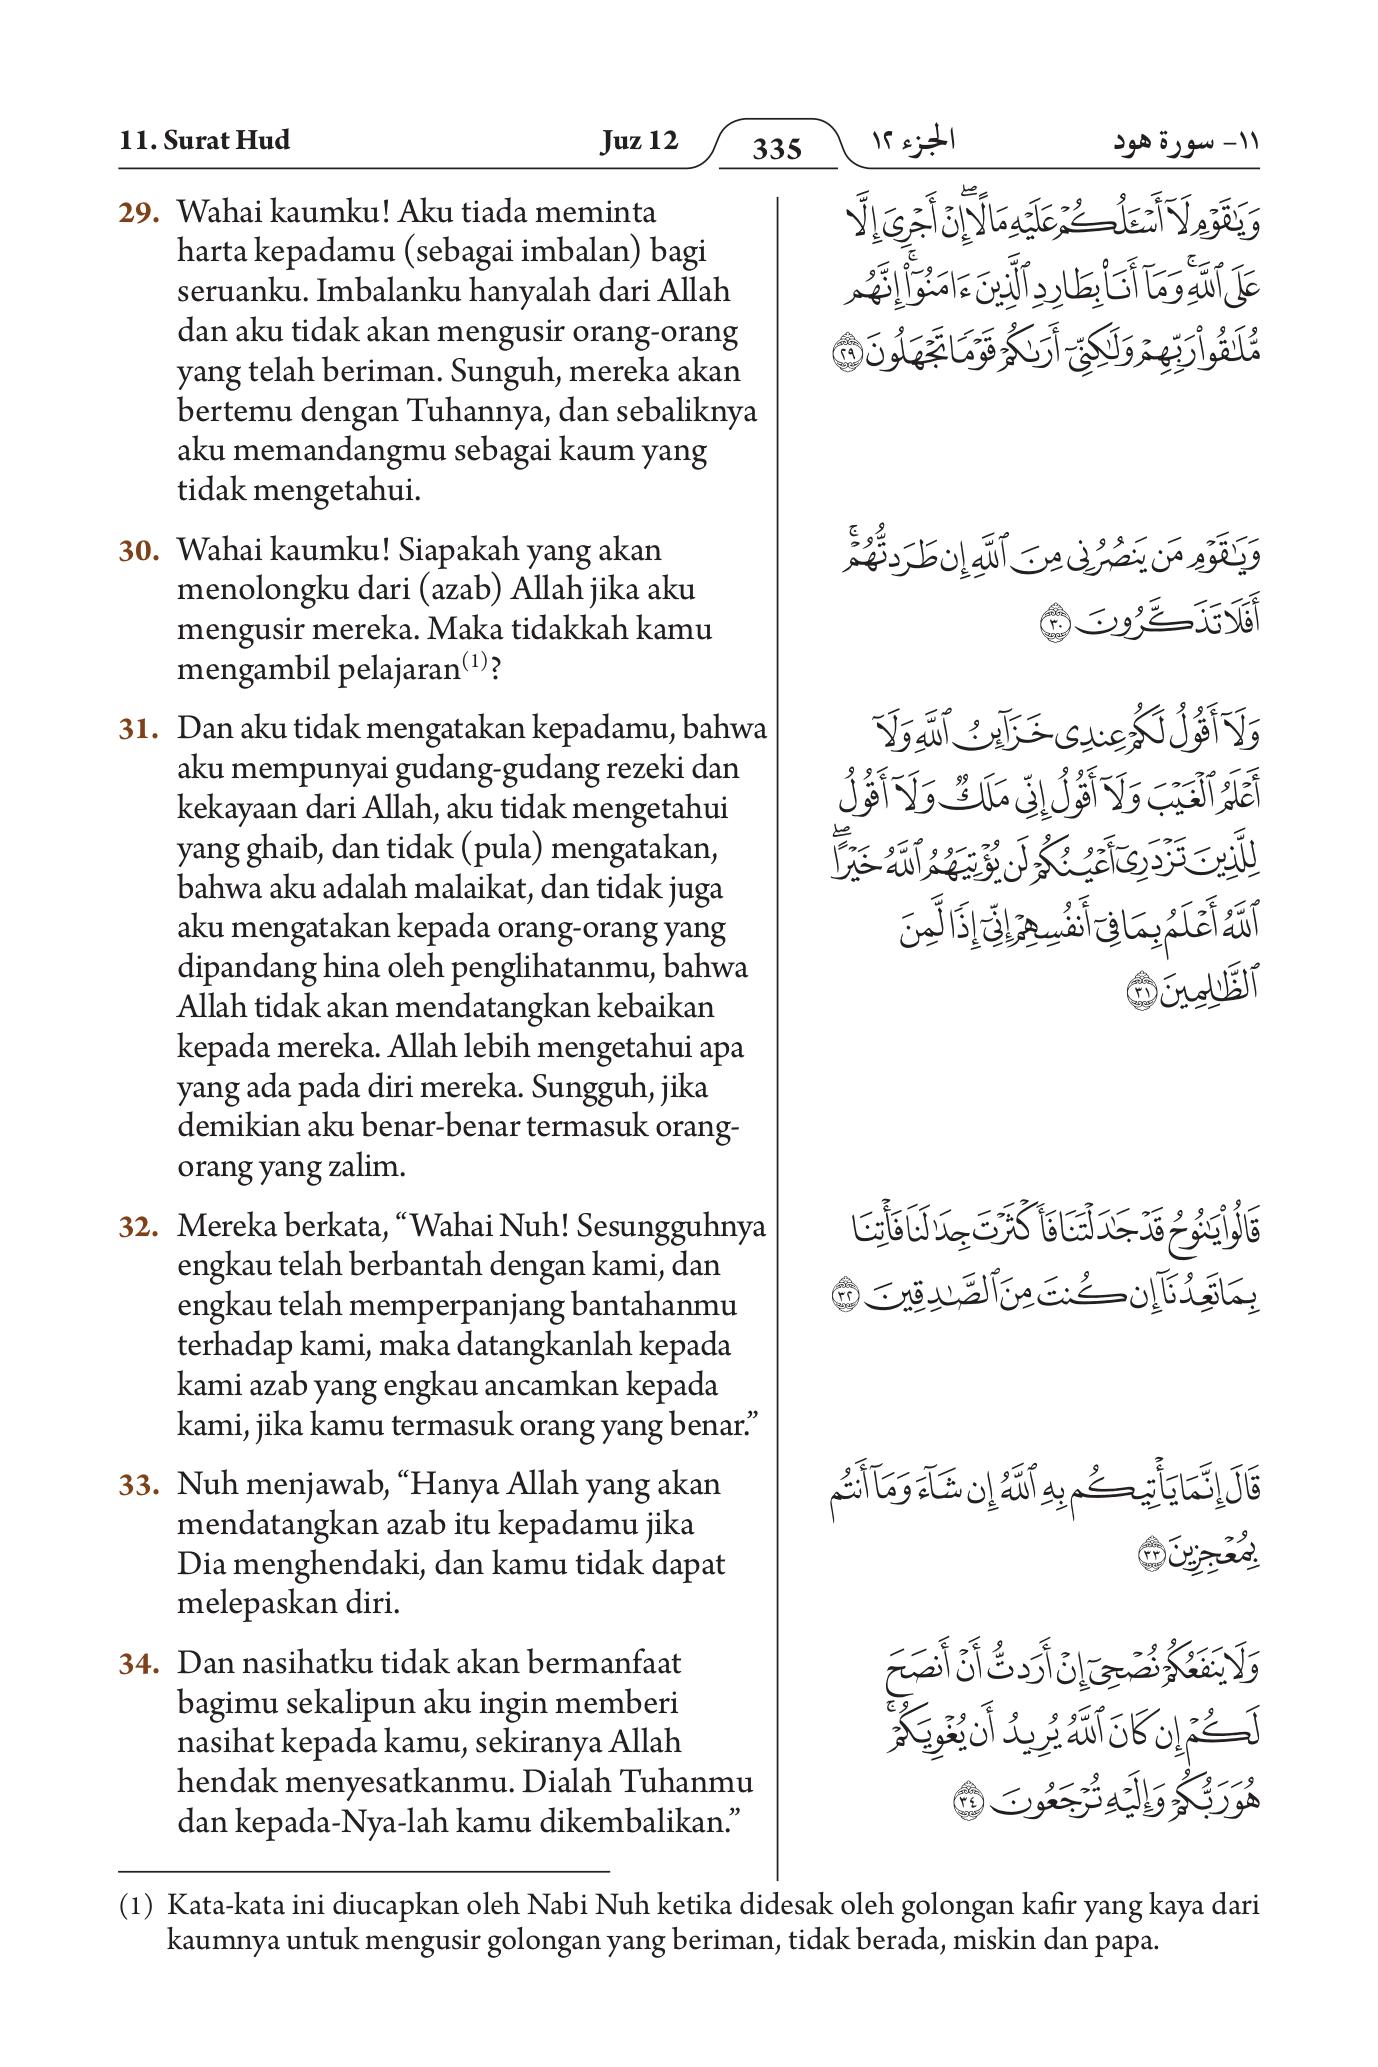 11. Surat Hud
Juz 12
335
الجزء ١٢
١١- سورة هود
29. Wahai kaumku! Aku tiada meminta
harta kepadamu (sebagai imbalan) bagi
seruanku. Imbalanku hanyalah dari Allah
dan aku tidak akan mengusir orang-orang
yang telah beriman. Sunguh, mereka akan
bertemu dengan Tuhannya, dan sebaliknya
aku memandangmu sebagai kaum yang
tidak mengetahui.
30. Wahai kaumku! Siapakah yang akan
menolongku dari (azab) Allah jika aku
mengusir mereka. Maka tidakkah kamu
mengambil pelajaran(1)?
31. Dan aku tidak mengatakan kepadamu, bahwa
aku mempunyai gudang-gudang rezeki dan
kekayaan dari Allah, aku tidak mengetahui
yang ghaib, dan tidak (pula) mengatakan,
bahwa aku adalah malaikat, dan tidak juga
aku mengatakan kepada orang-orang yang
dipandang hina oleh penglihatanmu, bahwa
Allah tidak akan mendatangkan kebaikan
kepada mereka. Allah lebih mengetahui apa
yang ada pada diri mereka. Sungguh, jika
demikian aku benar-benar termasuk orang-
orang yang zalim.
32. Mereka berkata, “Wahai Nuh! Sesungguhnya
engkau telah berbantah dengan kami, dan
engkau telah memperpanjang bantahanmu
terhadap kami, maka datangkanlah kepada
kami azab yang engkau ancamkan kepada
kami, jika kamu termasuk orang yang benar.”
33. Nuh menjawab, “Hanya Allah yang akan
mendatangkan azab itu kepadamu jika
Dia menghendaki, dan kamu tidak dapat
melepaskan diri.
34. Dan nasihatku tidak akan bermanfaat
bagimu sekalipun aku ingin memberi
nasihat kepada kamu, sekiranya Allah
hendak menyesatkanmu. Dialah Tuhanmu
dan kepada-Nya-lah kamu dikembalikan.”
وَيَٰقَوْمِ لَآ أَسْـَٔلُكُمْ عَلَيْهِ مَالًا ۖ إِنْ أَجْرِىَ إِلَّا
عَلَى ٱللَّهِ ۚ وَمَآ أَنَا۠ بِطَارِدِ ٱلَّذِينَ ءَامَنُوٓا۟ ۚ إِنَّهُم
مُّلَٰقُوا۟ رَبِّهِمْ وَلَٰكِنِّىٓ أَرَىٰكُمْ قَوْمًا تَجْهَلُونَ ٢٩
وَيَٰقَوْمِ مَن يَنصُرُنِى مِنَ ٱللَّهِ إِن طَرَدتُّهُمْ ۚ
أَفَلَا تَذَكَّرُونَ ٣٠
وَلَآ أَقُولُ لَكُمْ عِندِى خَزَآئِنُ ٱللَّهِ وَلَآ
أَعْلَمُ ٱلْغَيْبَ وَلَآ أَقُولُ إِنِّى مَلَكٌ وَلَآ أَقُولُ
لِلَّذِينَ تَزْدَرِىٓ أَعْيُنُكُمْ لَن يُؤْتِيَهُمُ ٱللَّهُ خَيْرًا ۖ
ٱللَّهُ أَعْلَمُ بِمَا فِىٓ أَنفُسِهِمْ إِنِّىٓ إِذًا لَّمِنَ
ٱلظَّٰلِمِينَ ٣١
قَالُوا۟ يَٰنُوحُ قَدْ جَٰدَلْتَنَا فَأَكْثَرْتَ جِدَٰلَنَا فَأْتِنَا
بِمَا تَعِدُنَآ إِن كُنتَ مِنَ ٱلصَّٰدِقِينَ ٣٢
قَالَ إِنَّمَا يَأْتِيكُم بِهِ ٱللَّهُ إِن شَآءَ وَمَآ أَنتُم
بِمُعْجِزِينَ ٣٣
وَلَا يَنفَعُكُمْ نُصْحِىٓ إِنْ أَرَدتُّ أَنْ أَنصَحَ
لَكُمْ إِن كَانَ ٱللَّهُ يُرِيدُ أَن يُغْوِيَكُمْ ۚ
هُوَ رَبُّكُمْ وَإِلَيْهِ تُرْجَعُونَ ٣٤
(1) Kata-kata ini diucapkan oleh Nabi Nuh ketika didesak oleh golongan kafir yang kaya dari
kaumnya untuk mengusir golongan yang beriman, tidak berada, miskin dan papa.